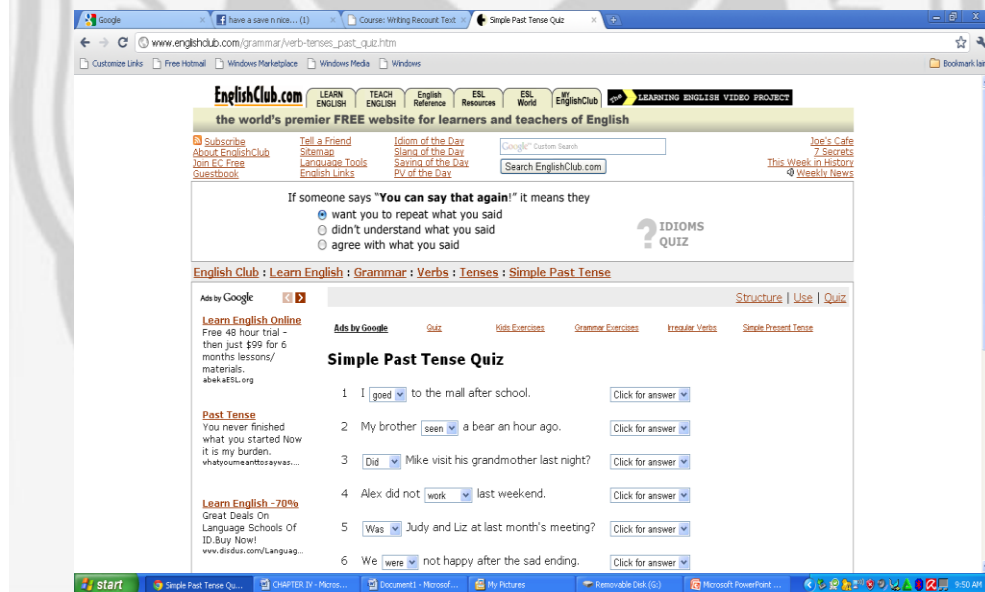 Google
f have a save n nice... (1)
Course: Writing Recount Text
Simple Past Tense Quiz
www.englishclub.com/grammar/verb-tenses_past_quiz.htm
Customize Links Free Hotmail Windows Marketplace Windows Media Windows
Bookmark lain
EnglishClub.com
LEARN ENGLISH
TEACH ENGLISH
English Reference
ESL Resources
ESL World
MY EnglishClub
The LEARNING ENGLISH VIDEO PROJECT
the world's premier FREE website for learners and teachers of English
Subscribe
About EnglishClub
Join EC Free
Guestbook
Tell a Friend
Sitemap
Language Tools
English Links
Idiom of the Day
Slang of the Day
Saying of the Day
PV of the Day
Google™ Custom Search
Search EnglishClub.com
Joe's Cafe
7 Secrets
This Week in History
Weekly News
If someone says "You can say that again!" it means they
want you to repeat what you said
didn't understand what you said
agree with what you said
? IDIOMS
QUIZ
English Club : Learn English : Grammar : Verbs : Tenses : Simple Past Tense
Ads by Google
Learn English Online
Free 48 hour trial -
then just $99 for 6
months lessons/
materials.
abekaESL.org
Past Tense
You never finished
what you started Now
it is my burden.
whatyoumeanttosaywas....
Learn English -70%
Great Deals On
Language Schools Of
ID.Buy Now!
www.disdus.com/Languag...
Structure | Use | Quiz
Ads by Google Quiz Kids Exercises Grammar Exercises Irregular Verbs Simple Present Tense
Simple Past Tense Quiz
1 I goed to the mall after school. Click for answer
2 My brother seen a bear an hour ago. Click for answer
3 Did Mike visit his grandmother last night? Click for answer
4 Alex did not work last weekend. Click for answer
5 Was Judy and Liz at last month's meeting? Click for answer
6 We were not happy after the sad ending. Click for answer
start
Simple Past Tense Qu...
CHAPTER IV - Micros...
Document1 - Microsof...
My Pictures
Removable Disk (G:)
Microsoft PowerPoint ...
9:50 AM